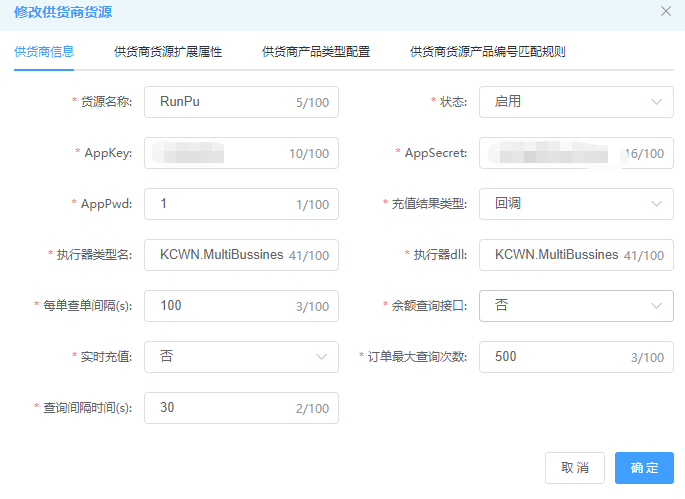 修改供货商货源
供货商信息 供货商货源扩展属性 供货商产品类型配置 供货商货源产品编号匹配规则
* 货源名称: RunPu 5/100 * 状态: 启用
* AppKey: 10/100 * AppSecret: 16/100
* AppPwd: 1 1/100 * 充值结果类型: 回调
* 执行器类型名: KCWN.MultiBussines 41/100 * 执行器dll: KCWN.MultiBussines 41/100
* 每单查单间隔(s): 100 3/100 * 余额查询接口: 否
* 实时充值: 否 * 订单最大查询次数: 500 3/100
* 查询间隔时间(s): 30 2/100
取 消 确 定